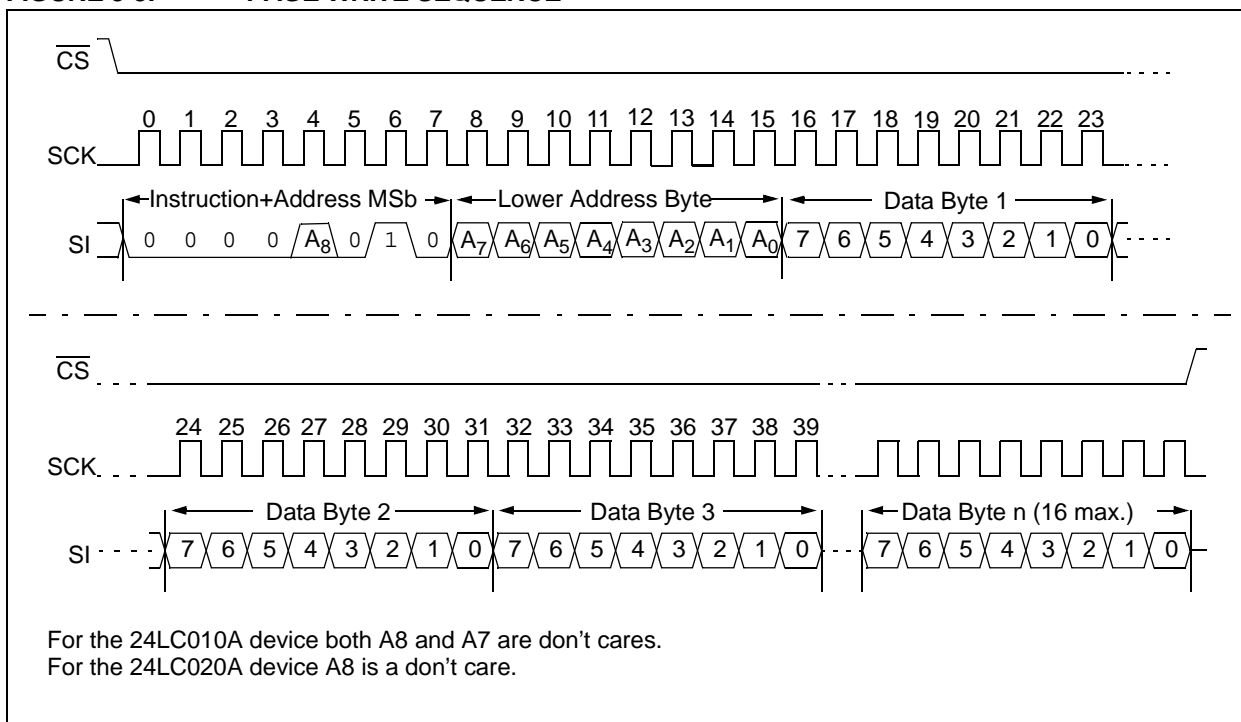 CS
0 1 2 3 4 5 6 7 8 9 10 11 12 13 14 15 16 17 18 19 20 21 22 23
SCK
Instruction+Address MSb Lower Address Byte Data Byte 1
SI 0 0 0 0 A8 0 1 0 A7 A6 A5 A4 A3 A2 A1 A0 7 6 5 4 3 2 1 0
CS
24 25 26 27 28 29 30 31 32 33 34 35 36 37 38 39
SCK
Data Byte 2 Data Byte 3 Data Byte n (16 max.)
SI 7 6 5 4 3 2 1 0 7 6 5 4 3 2 1 0 7 6 5 4 3 2 1 0
For the 24LC010A device both A8 and A7 are don't cares.
For the 24LC020A device A8 is a don't care.